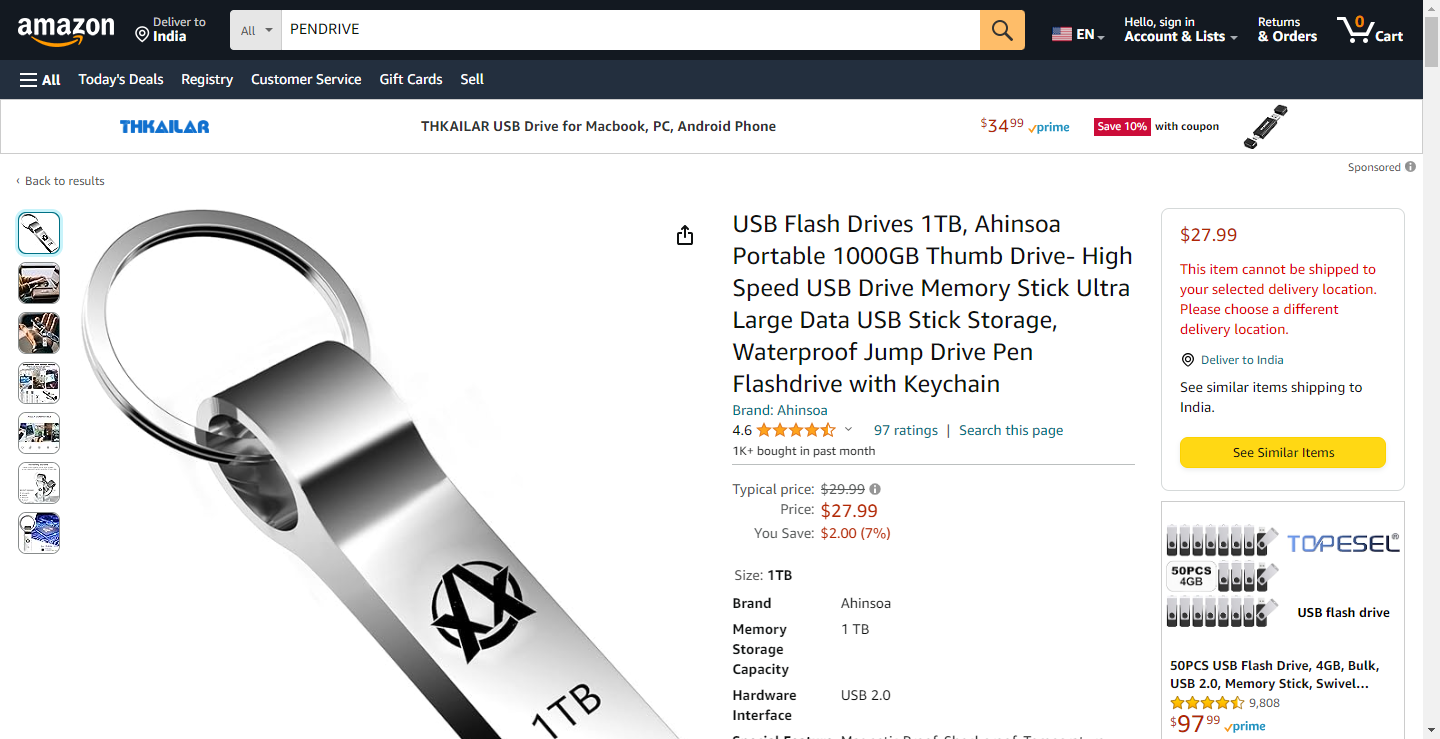 amazon
Deliver to
India
All
PENDRIVE
EN
Hello, sign in
Account & Lists
Returns
& Orders
0
Cart
All
Today's Deals
Registry
Customer Service
Gift Cards
Sell
THKAILAR
THKAILAR USB Drive for Macbook, PC, Android Phone
$34.99 prime
Save 10% with coupon
Sponsored
‹ Back to results
USB Flash Drives 1TB, Ahinsoa
Portable 1000GB Thumb Drive- High
Speed USB Drive Memory Stick Ultra
Large Data USB Stick Storage,
Waterproof Jump Drive Pen
Flashdrive with Keychain
Brand: Ahinsoa
4.6
97 ratings | Search this page
1K+ bought in past month
Typical price: $29.99
Price: $27.99
You Save: $2.00 (7%)
Size: 1TB
Brand Ahinsoa
Memory Storage Capacity 1 TB
Hardware Interface USB 2.0
1TB
$27.99
This item cannot be shipped to
your selected delivery location.
Please choose a different
delivery location.
Deliver to India
See similar items shipping to
India.
See Similar Items
TOPESEL®
50PCS
4GB
USB flash drive
50PCS USB Flash Drive, 4GB, Bulk,
USB 2.0, Memory Stick, Swivel...
9,808
$97.99 prime